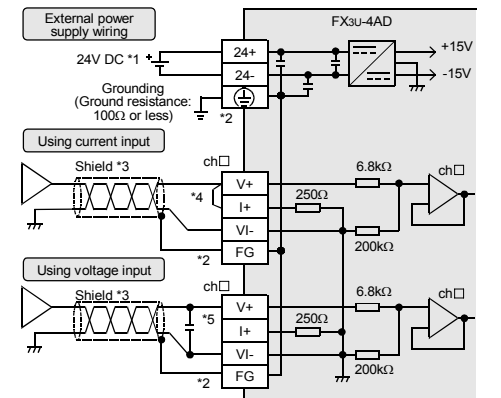 External power
supply wiring
FX3U-4AD
24V DC *1
+
24+
24-
+15V
-15V
Grounding
(Ground resistance:
100Ω or less)
*2
Using current input
Shield *3
ch□
*4
V+
I+
VI-
FG
*2
6.8kΩ
250Ω
200kΩ
ch□
Using voltage input
Shield *3
ch□
*5
V+
I+
VI-
FG
*2
6.8kΩ
250Ω
200kΩ
ch□